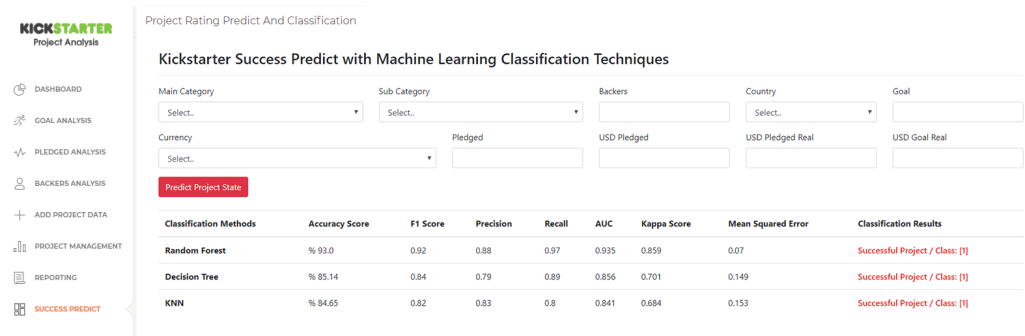 KICKSTARTER
Project Analysis
DASHBOARD
GOAL ANALYSIS
PLEDGED ANALYSIS
BACKERS ANALYSIS
ADD PROJECT DATA
PROJECT MANAGEMENT
REPORTING
SUCCESS PREDICT
Project Rating Predict And Classification
Kickstarter Success Predict with Machine Learning Classification Techniques
Main Category Sub Category Backers Country Goal
Select.. Select.. Select..
Currency Pledged USD Pledged USD Pledged Real USD Goal Real
Select..
Predict Project State
Classification Methods Accuracy Score F1 Score Precision Recall AUC Kappa Score Mean Squared Error Classification Results
Random Forest % 93.0 0.92 0.88 0.97 0.935 0.859 0.07 Successful Project / Class: [1]
Decision Tree % 85.14 0.84 0.79 0.89 0.856 0.701 0.149 Successful Project / Class: [1]
KNN % 84.65 0.82 0.83 0.8 0.841 0.684 0.153 Successful Project / Class: [1]